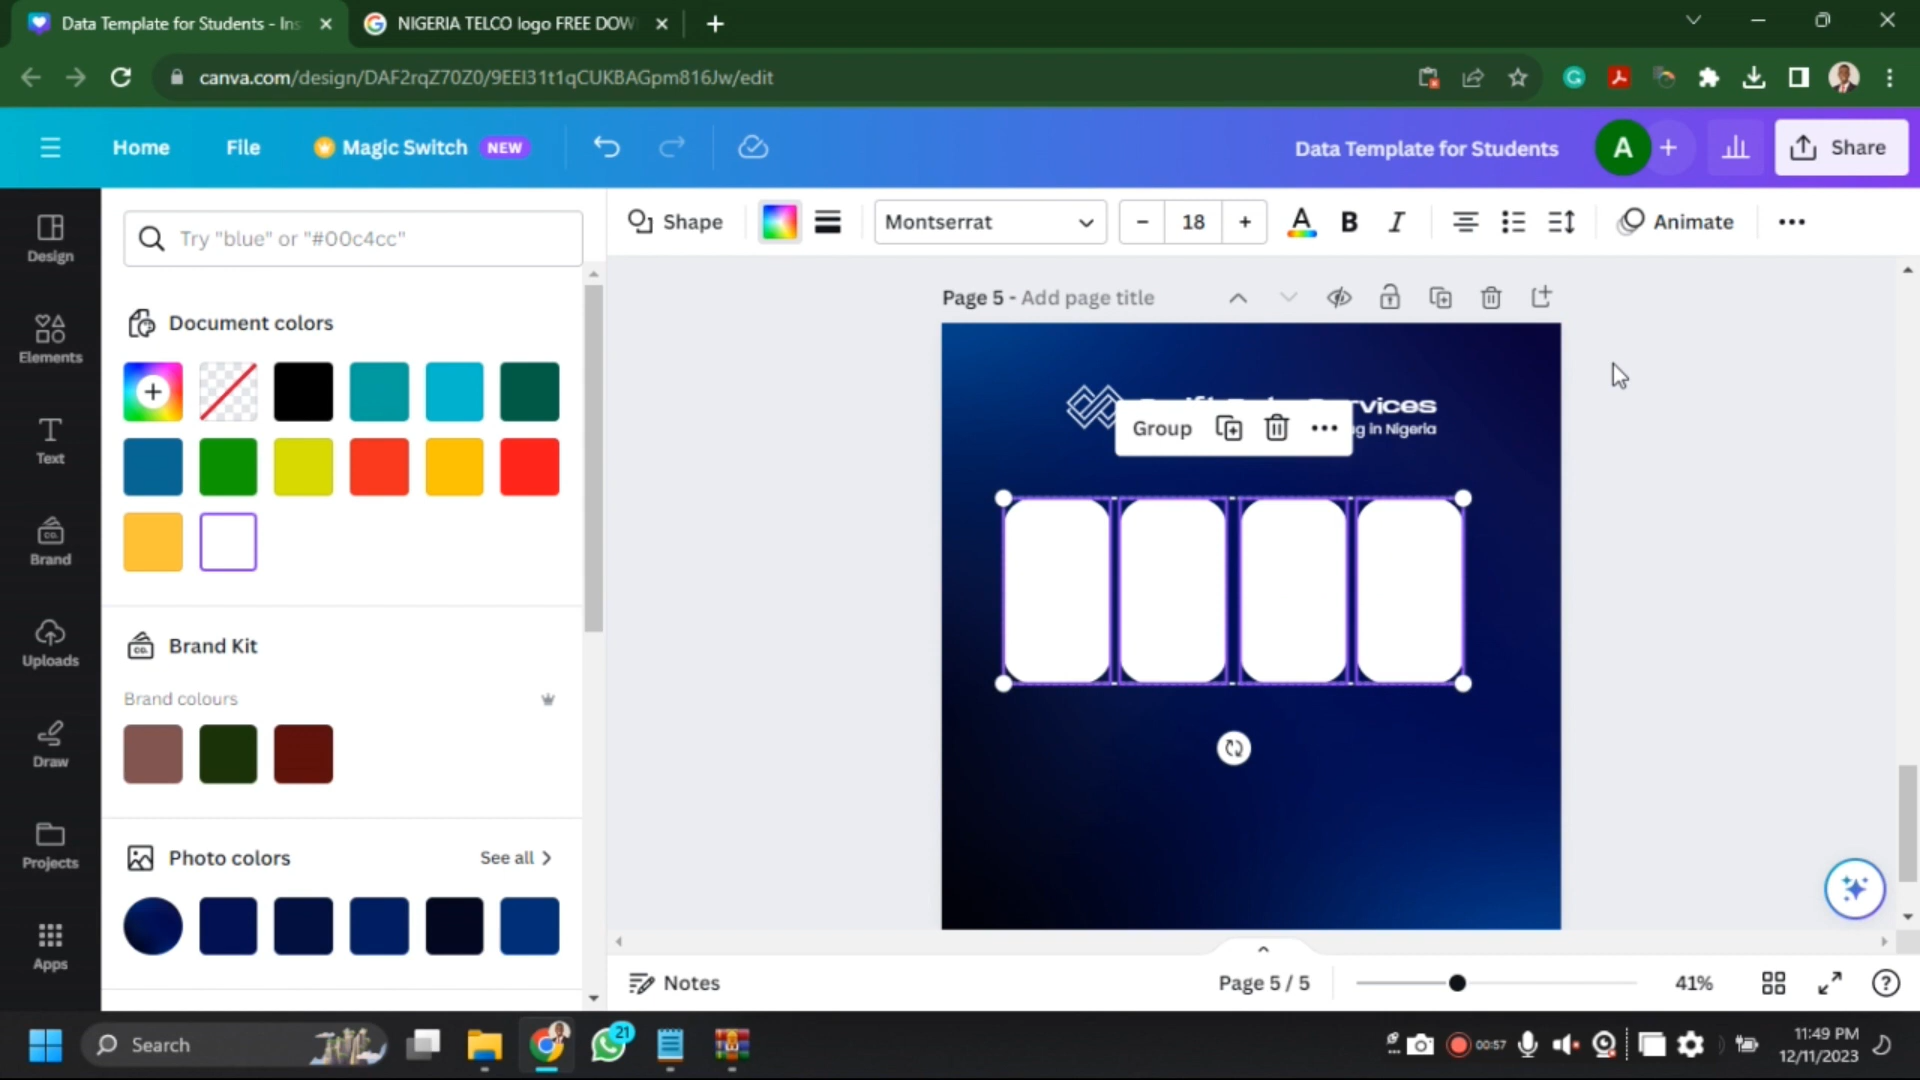 Data Template for Students - Ins
NIGERIA TELCO logo FREE DOW
canva.com/design/DAF2rqZ70Z0/9EEI31t1qCUKBAGpm816Jw/edit
Home
File
Magic Switch
NEW
Data Template for Students
A
Share
Design
Elements
Text
Brand
Uploads
Draw
Projects
Apps
Try "blue" or "#00c4cc"
Document colors
Brand Kit
Brand colours
Photo colors
See all
Shape
Montserrat
18
A
B
I
Animate
Page 5 - Add page title
Group
vices
g in Nigeria
Notes
Page 5 / 5
41%
Search
21
00:57
11:49 PM
12/11/2023